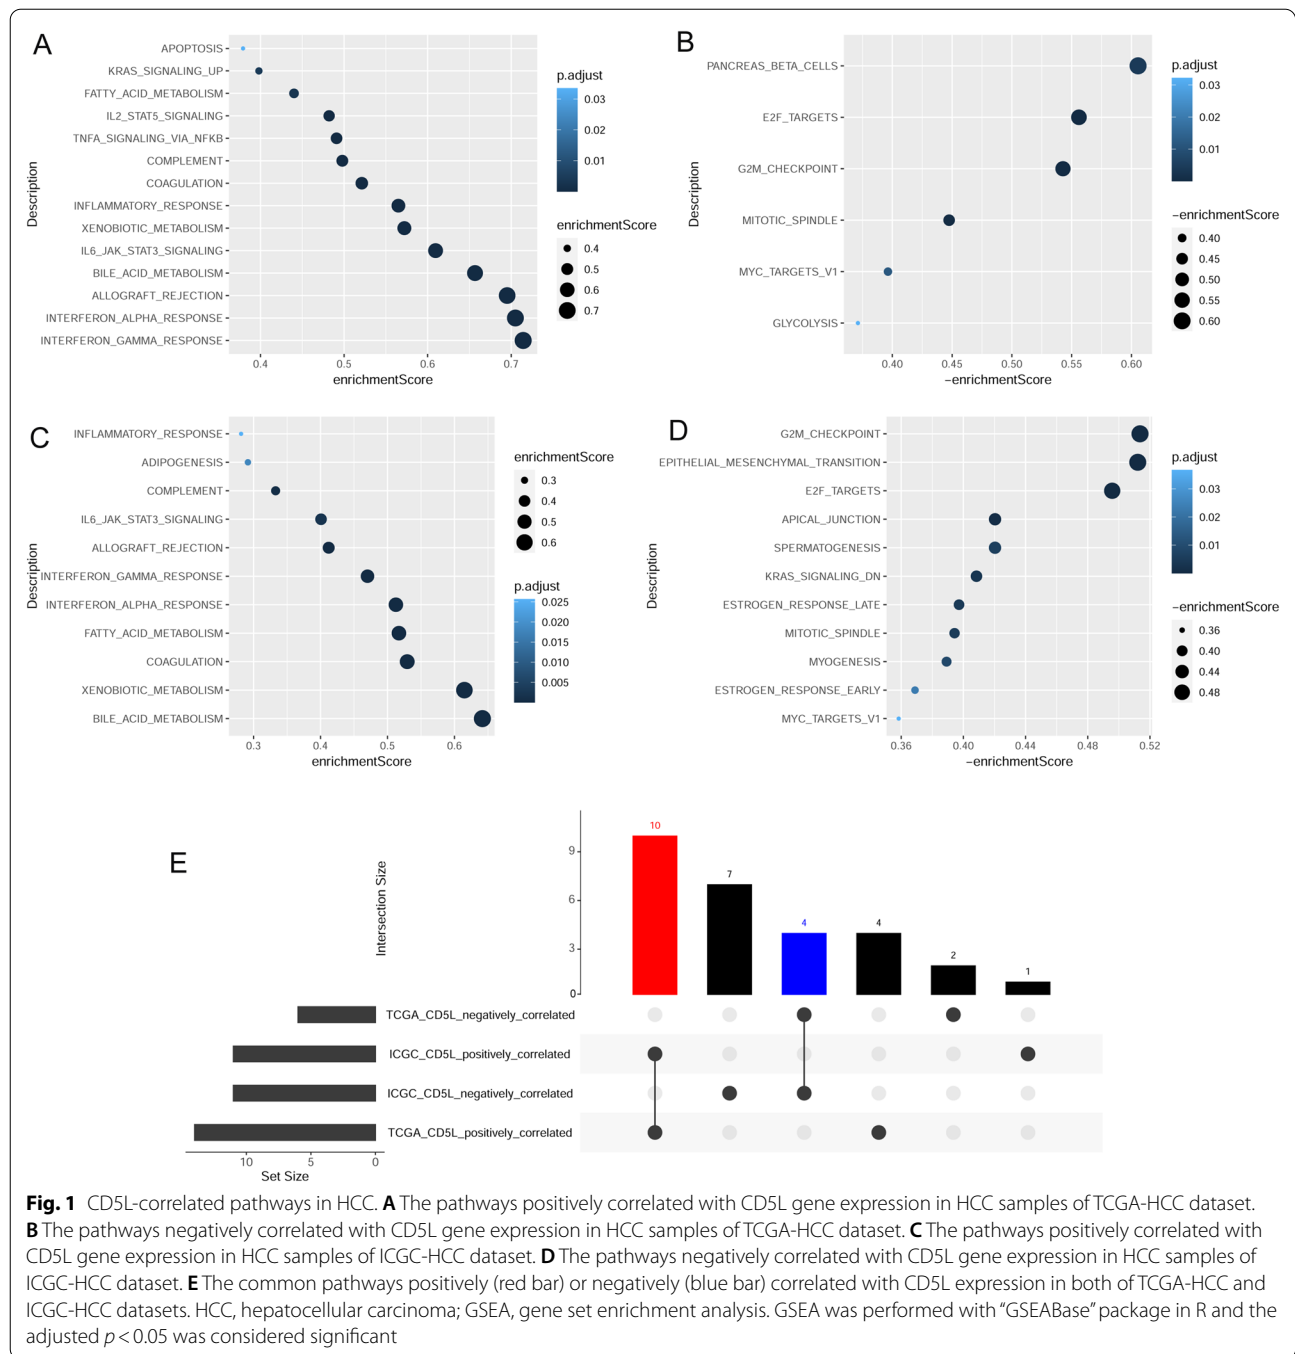 A
APOPTOSIS
KRAS_SIGNALING_UP
FATTY_ACID_METABOLISM
IL2_STAT5_SIGNALING
TNFA_SIGNALING_VIA_NFKB
COMPLEMENT
COAGULATION
INFLAMMATORY_RESPONSE
XENOBIOTIC_METABOLISM
IL6_JAK_STAT3_SIGNALING
BILE_ACID_METABOLISM
ALLOGRAFT_REJECTION
INTERFERON_ALPHA_RESPONSE
INTERFERON_GAMMA_RESPONSE
Description
0.4 0.5 0.6 0.7
enrichmentScore
p.adjust
0.03
0.02
0.01
enrichmentScore
0.4
0.5
0.6
0.7
B
PANCREAS_BETA_CELLS
E2F_TARGETS
G2M_CHECKPOINT
MITOTIC_SPINDLE
MYC_TARGETS_V1
GLYCOLYSIS
Description
0.40 0.45 0.50 0.55 0.60
−enrichmentScore
p.adjust
0.03
0.02
0.01
−enrichmentScore
0.40
0.45
0.50
0.55
0.60
C
INFLAMMATORY_RESPONSE
ADIPOGENESIS
COMPLEMENT
IL6_JAK_STAT3_SIGNALING
ALLOGRAFT_REJECTION
INTERFERON_GAMMA_RESPONSE
INTERFERON_ALPHA_RESPONSE
FATTY_ACID_METABOLISM
COAGULATION
XENOBIOTIC_METABOLISM
BILE_ACID_METABOLISM
Description
0.3 0.4 0.5 0.6
enrichmentScore
enrichmentScore
0.3
0.4
0.5
0.6
p.adjust
0.025
0.020
0.015
0.010
0.005
D
G2M_CHECKPOINT
EPITHELIAL_MESENCHYMAL_TRANSITION
E2F_TARGETS
APICAL_JUNCTION
SPERMATOGENESIS
KRAS_SIGNALING_DN
ESTROGEN_RESPONSE_LATE
MITOTIC_SPINDLE
MYOGENESIS
ESTROGEN_RESPONSE_EARLY
MYC_TARGETS_V1
Description
0.36 0.40 0.44 0.48 0.52
−enrichmentScore
p.adjust
0.03
0.02
0.01
−enrichmentScore
0.36
0.40
0.44
0.48
E
Intersection Size
9
6
3
0
10 7 4 4 2 1
TCGA_CD5L_negatively_correlated
ICGC_CD5L_positively_correlated
ICGC_CD5L_negatively_correlated
TCGA_CD5L_positively_correlated
10 5 0
Set Size
Fig. 1 CD5L-correlated pathways in HCC. A The pathways positively correlated with CD5L gene expression in HCC samples of TCGA-HCC dataset.
B The pathways negatively correlated with CD5L gene expression in HCC samples of TCGA-HCC dataset. C The pathways positively correlated with
CD5L gene expression in HCC samples of ICGC-HCC dataset. D The pathways negatively correlated with CD5L gene expression in HCC samples of
ICGC-HCC dataset. E The common pathways positively (red bar) or negatively (blue bar) correlated with CD5L expression in both of TCGA-HCC and
ICGC-HCC datasets. HCC, hepatocellular carcinoma; GSEA, gene set enrichment analysis. GSEA was performed with “GSEABase” package in R and the
adjusted p < 0.05 was considered significant